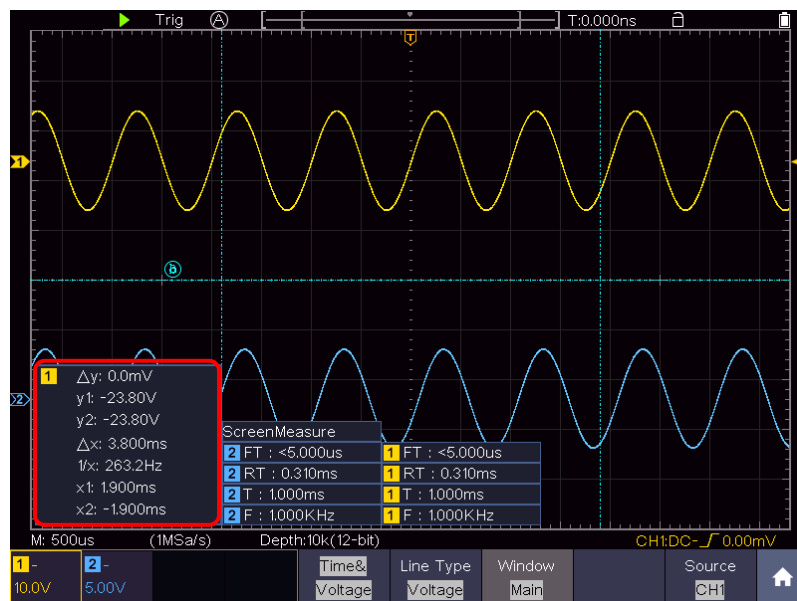 Trig A T:0.000ns
T
1
b
1 △y: 0.0mV
y1: -23.80V
y2: -23.80V
△x: 3.800ms
1/x: 263.2Hz
x1: 1.900ms
x2: -1.900ms
2
ScreenMeasure
2 FT : <5.000us 1 FT : <5.000us
2 RT : 0.310ms 1 RT : 0.310ms
2 T : 1.000ms 1 T : 1.000ms
2 F : 1.000KHz 1 F : 1.000KHz
M: 500us (1MSa/s) Depth:10k(12-bit) CH1:DC- 0.00mV
1 - 2 - Time& Line Type Window Source
10.0V 5.00V Voltage Voltage Main CH1